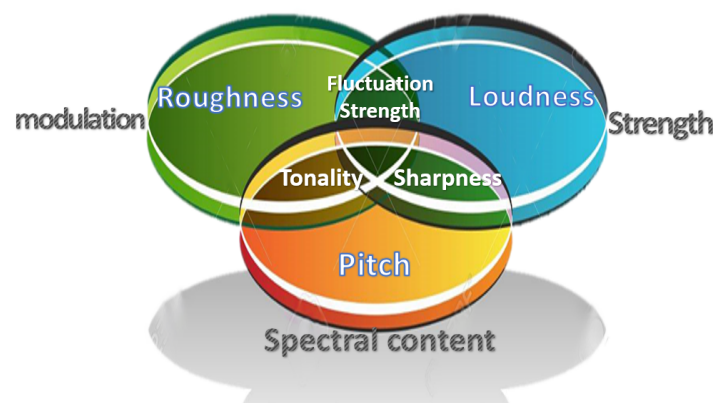 Fluctuation
Strength
Roughness
Loudness
modulation
Strength
Tonality
Sharpness
Pitch
Spectral content